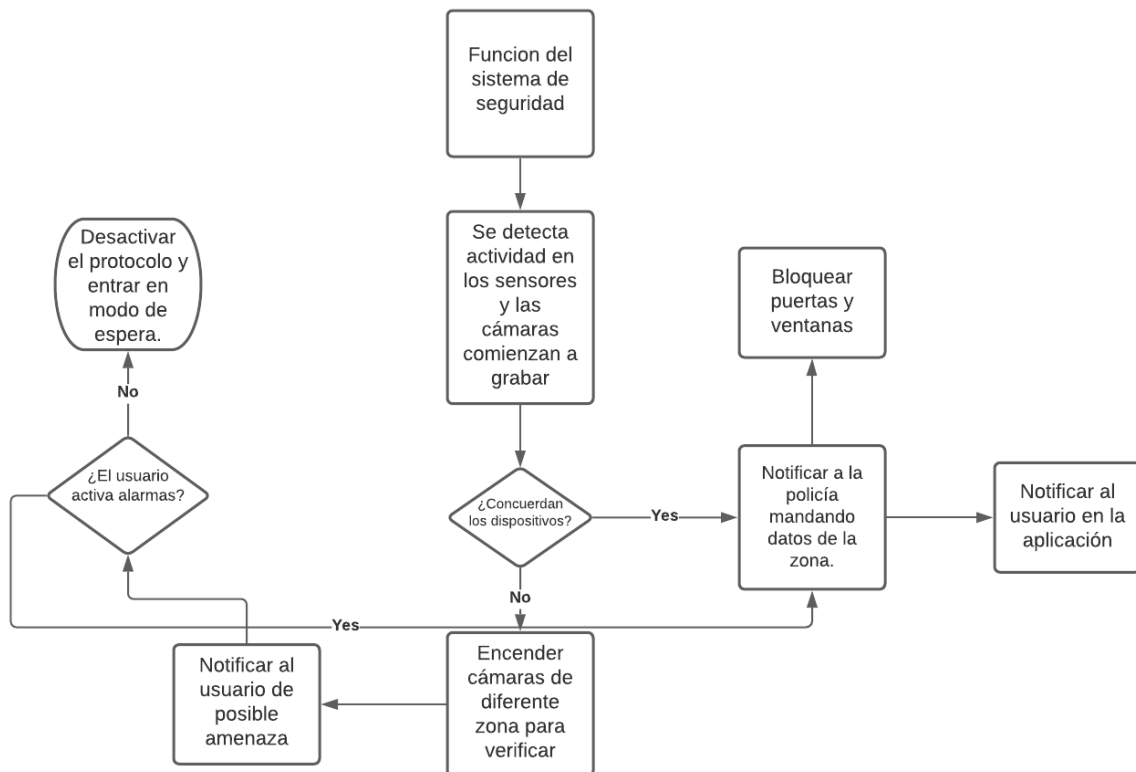 Funcion del
sistema de
seguridad
Se detecta
actividad en
los sensores
y las
cámaras
comienzan a
grabar
Desactivar
el protocolo y
entrar en
modo de
espera.
Bloquear
puertas y
ventanas
No
¿El usuario
activa alarmas?
¿Concuerdan
los dispositivos?
Yes
Notificar a la
policía
mandando
datos de la
zona.
Notificar al
usuario en la
aplicación
No
Yes
Notificar al
usuario de
posible
amenaza
Encender
cámaras de
diferente
zona para
verificar